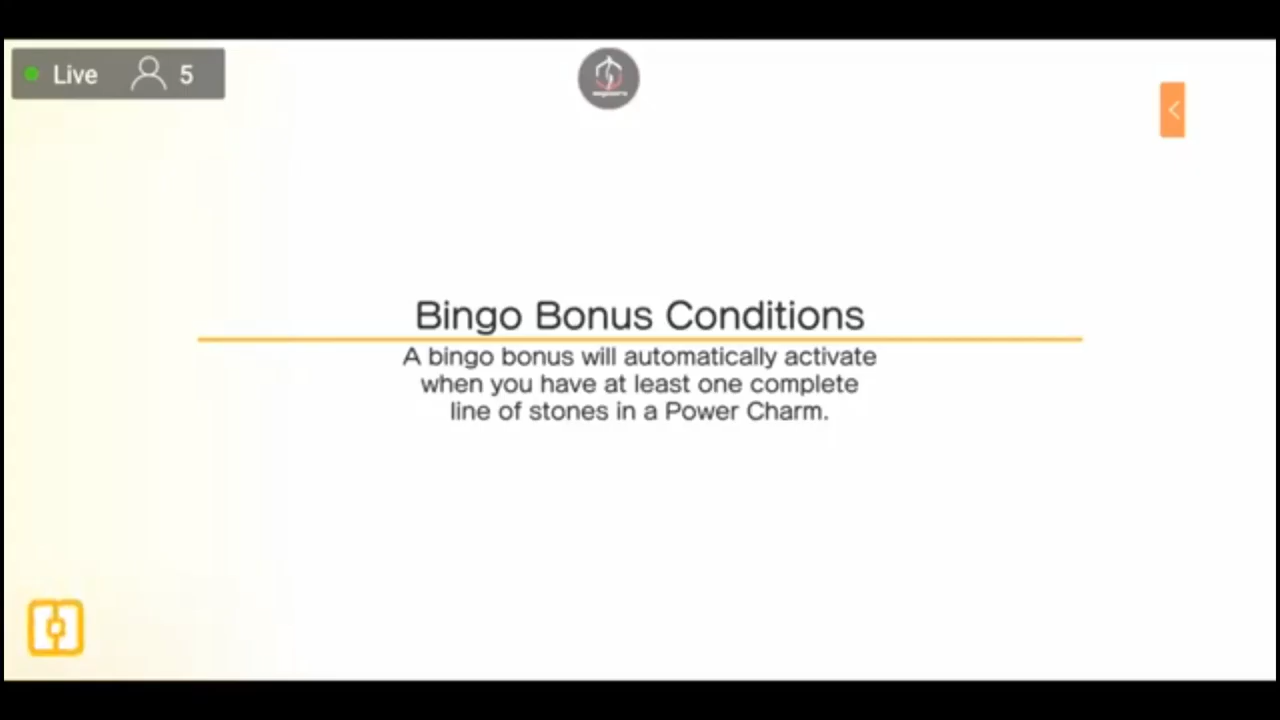 Live 5
Bingo Bonus Conditions
A bingo bonus will automatically activate
when you have at least one complete
line of stones in a Power Charm.